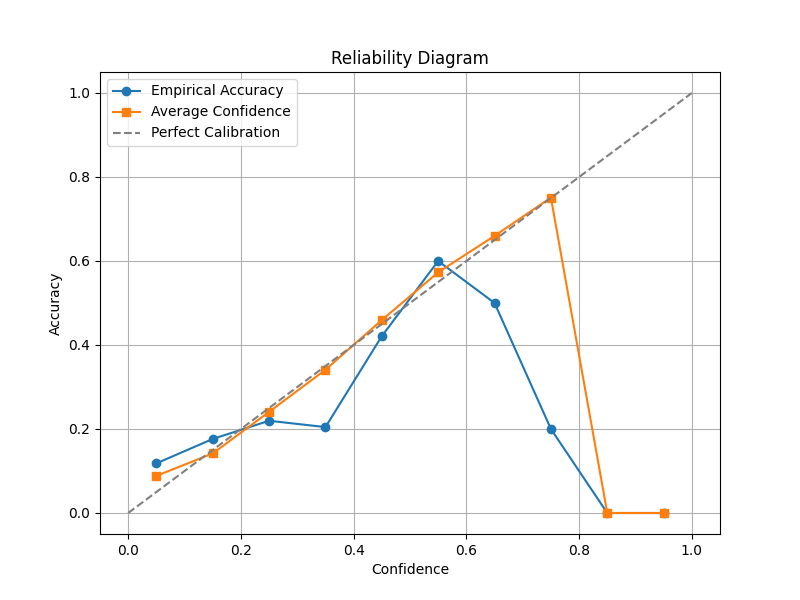 Reliability Diagram
Empirical Accuracy
Average Confidence
Perfect Calibration
1.0
0.8
0.6
0.4
0.2
0.0
Accuracy
0.0 0.2 0.4 0.6 0.8 1.0
Confidence